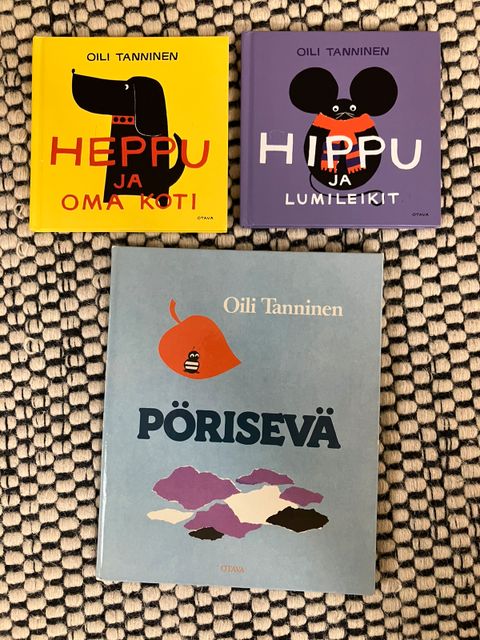 OILI TANNINEN
HEPPU
JA
OMA KOTI
OTAVA
OILI TANNINEN
HIPPU
JA
LUMILEIKIT
OTAVA
Oili Tanninen
PÖRISEVÄ
OTAVA